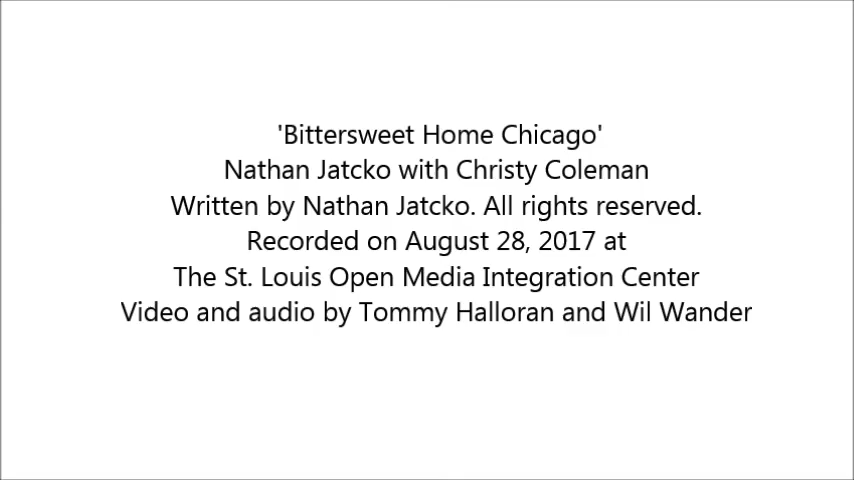 'Bittersweet Home Chicago'
Nathan Jatcko with Christy Coleman
Written by Nathan Jatcko. All rights reserved.
Recorded on August 28, 2017 at
The St. Louis Open Media Integration Center
Video and audio by Tommy Halloran and Wil Wander